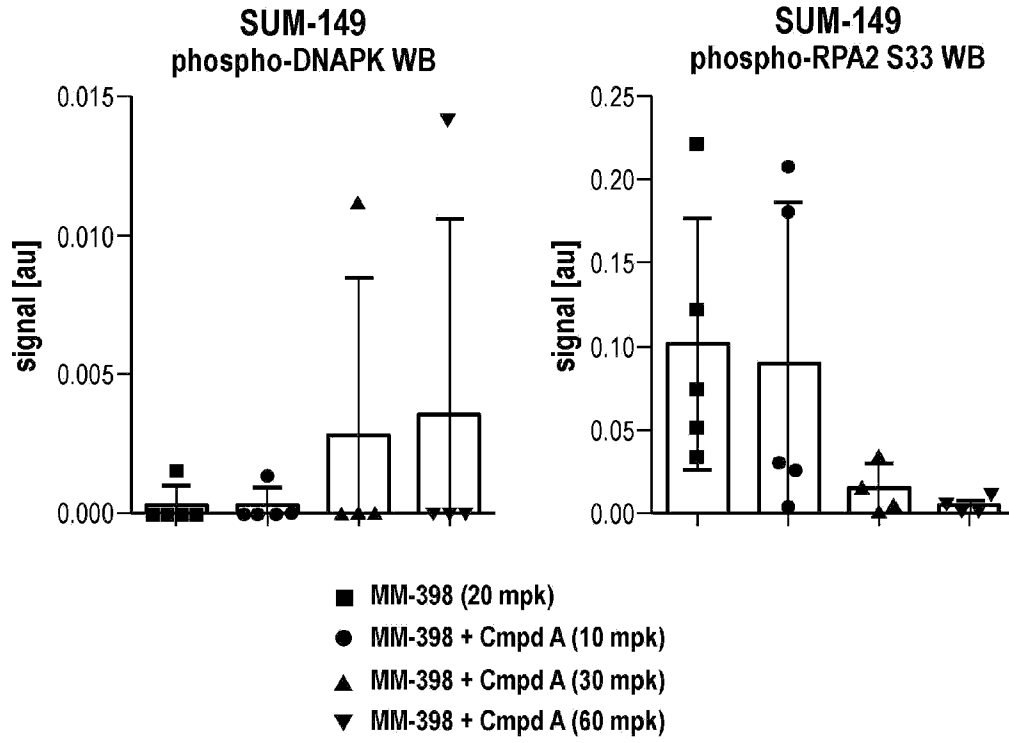 SUM-149
phospho-DNAPK WB
0.015
0.010
0.005
0.000
signal [au]
SUM-149
phospho-RPA2 S33 WB
0.25
0.20
0.15
0.10
0.05
0.00
signal [au]
MM-398 (20 mpk)
MM-398 + Cmpd A (10 mpk)
MM-398 + Cmpd A (30 mpk)
MM-398 + Cmpd A (60 mpk)